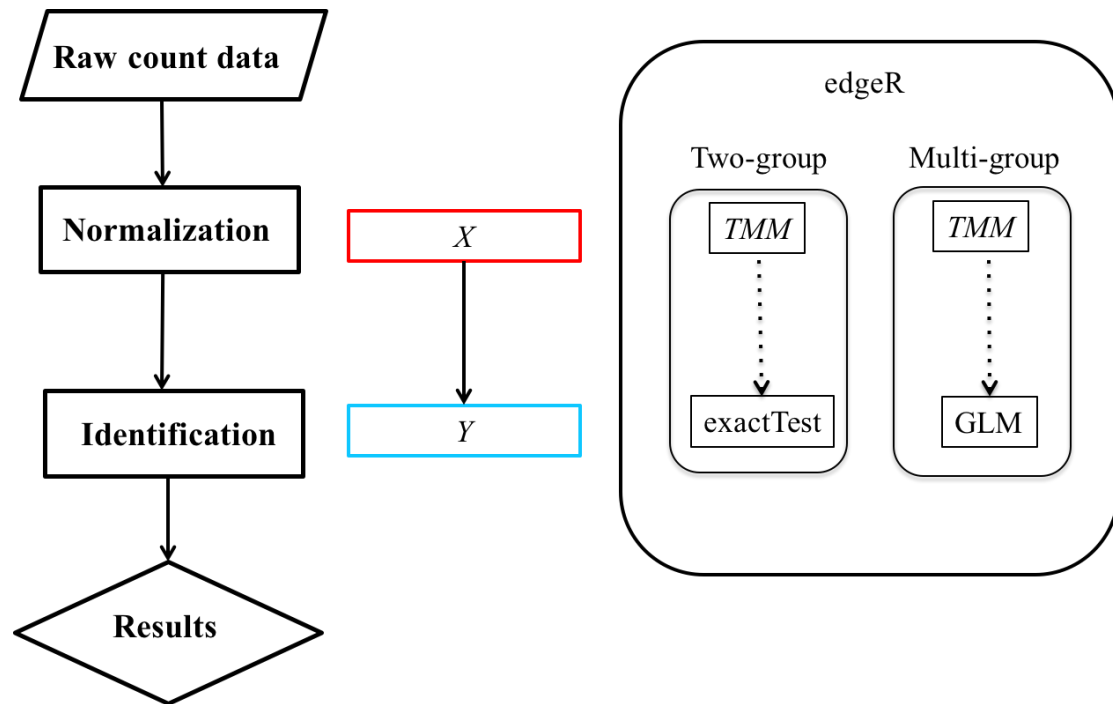 Raw count data
Normalization
Identification
Results
X
Y
edgeR
Two-group
TMM
exactTest
Multi-group
TMM
GLM